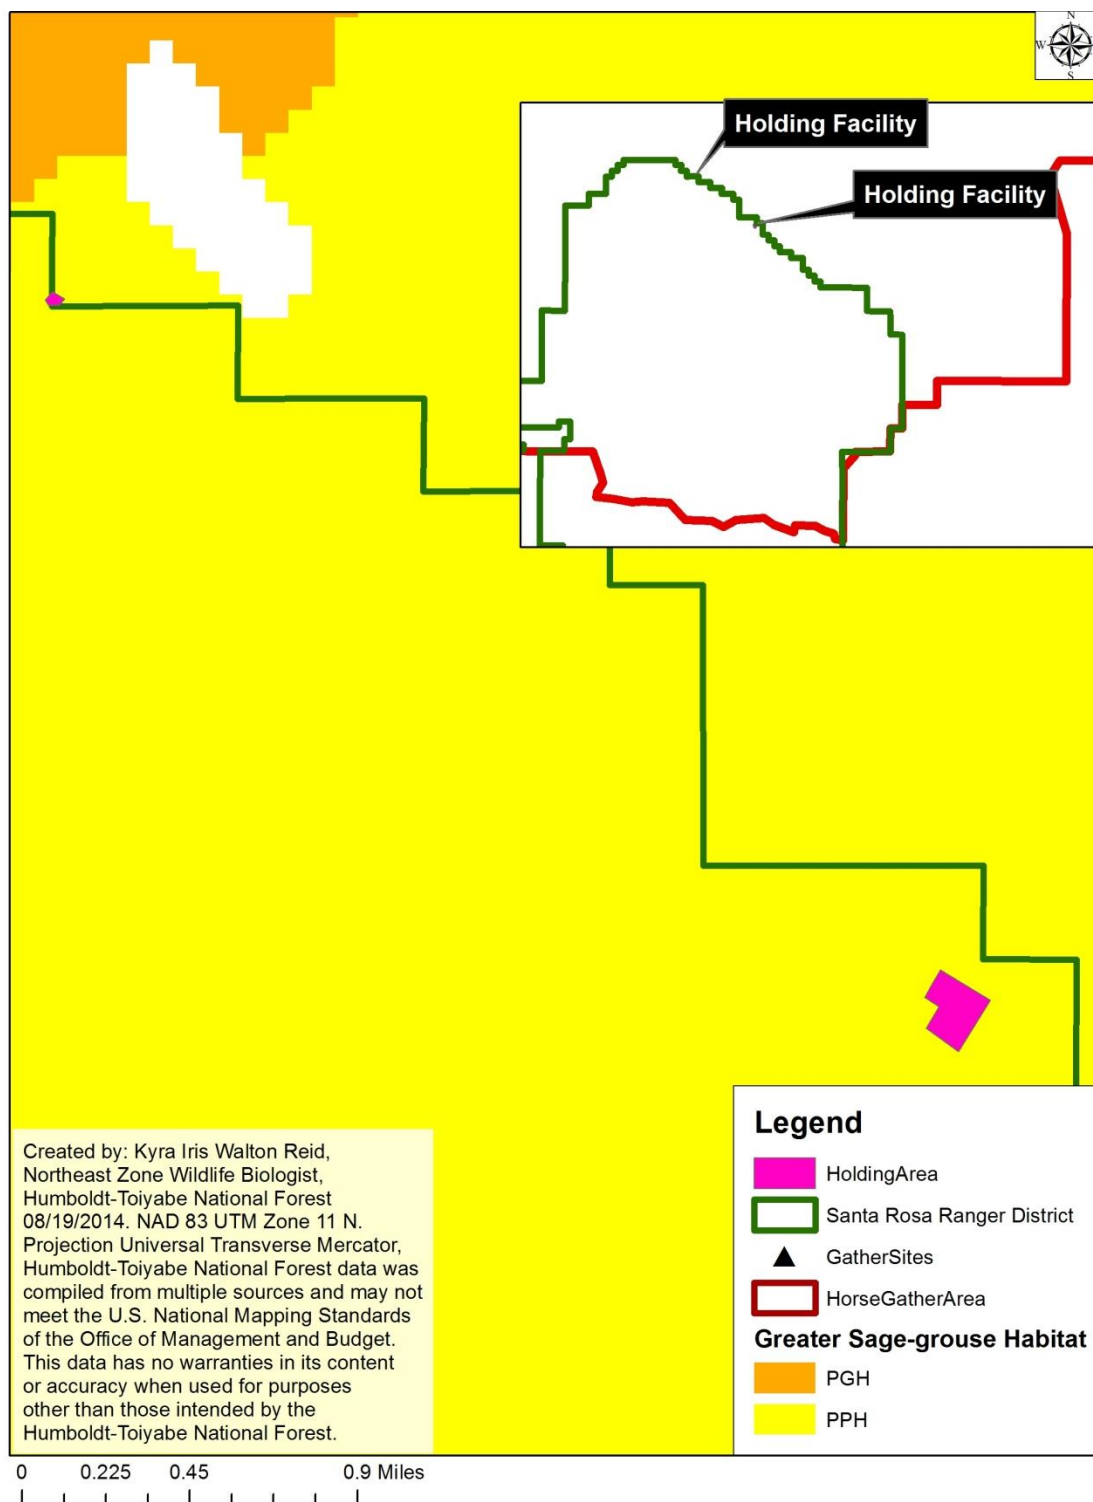 N
W
S
Holding Facility
Holding Facility
Legend
HoldingArea
Santa Rosa Ranger District
GatherSites
HorseGatherArea
Greater Sage-grouse Habitat
PGH
PPH
Created by: Kyra Iris Walton Reid,
Northeast Zone Wildlife Biologist,
Humboldt-Toiyabe National Forest
08/19/2014. NAD 83 UTM Zone 11 N.
Projection Universal Transverse Mercator,
Humboldt-Toiyabe National Forest data was
compiled from multiple sources and may not
meet the U.S. National Mapping Standards
of the Office of Management and Budget.
This data has no warranties in its content
or accuracy when used for purposes
other than those intended by the
Humboldt-Toiyabe National Forest.
0 0.225 0.45 0.9 Miles